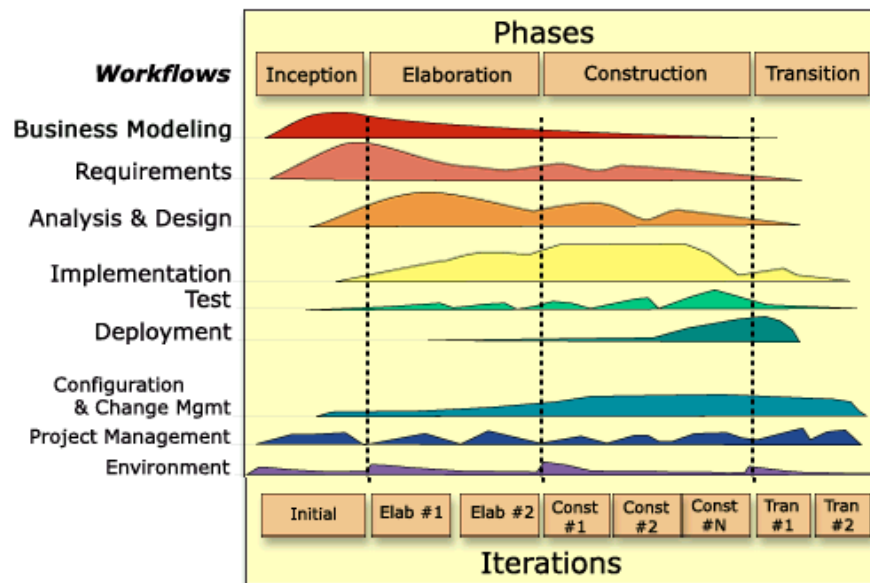 Phases
Workflows
Inception
Elaboration
Construction
Transition
Business Modeling
Requirements
Analysis & Design
Implementation
Test
Deployment
Configuration
& Change Mgmt
Project Management
Environment
Initial
Elab #1
Elab #2
Const
#1
Const
#2
Const
#N
Tran
#1
Tran
#2
Iterations